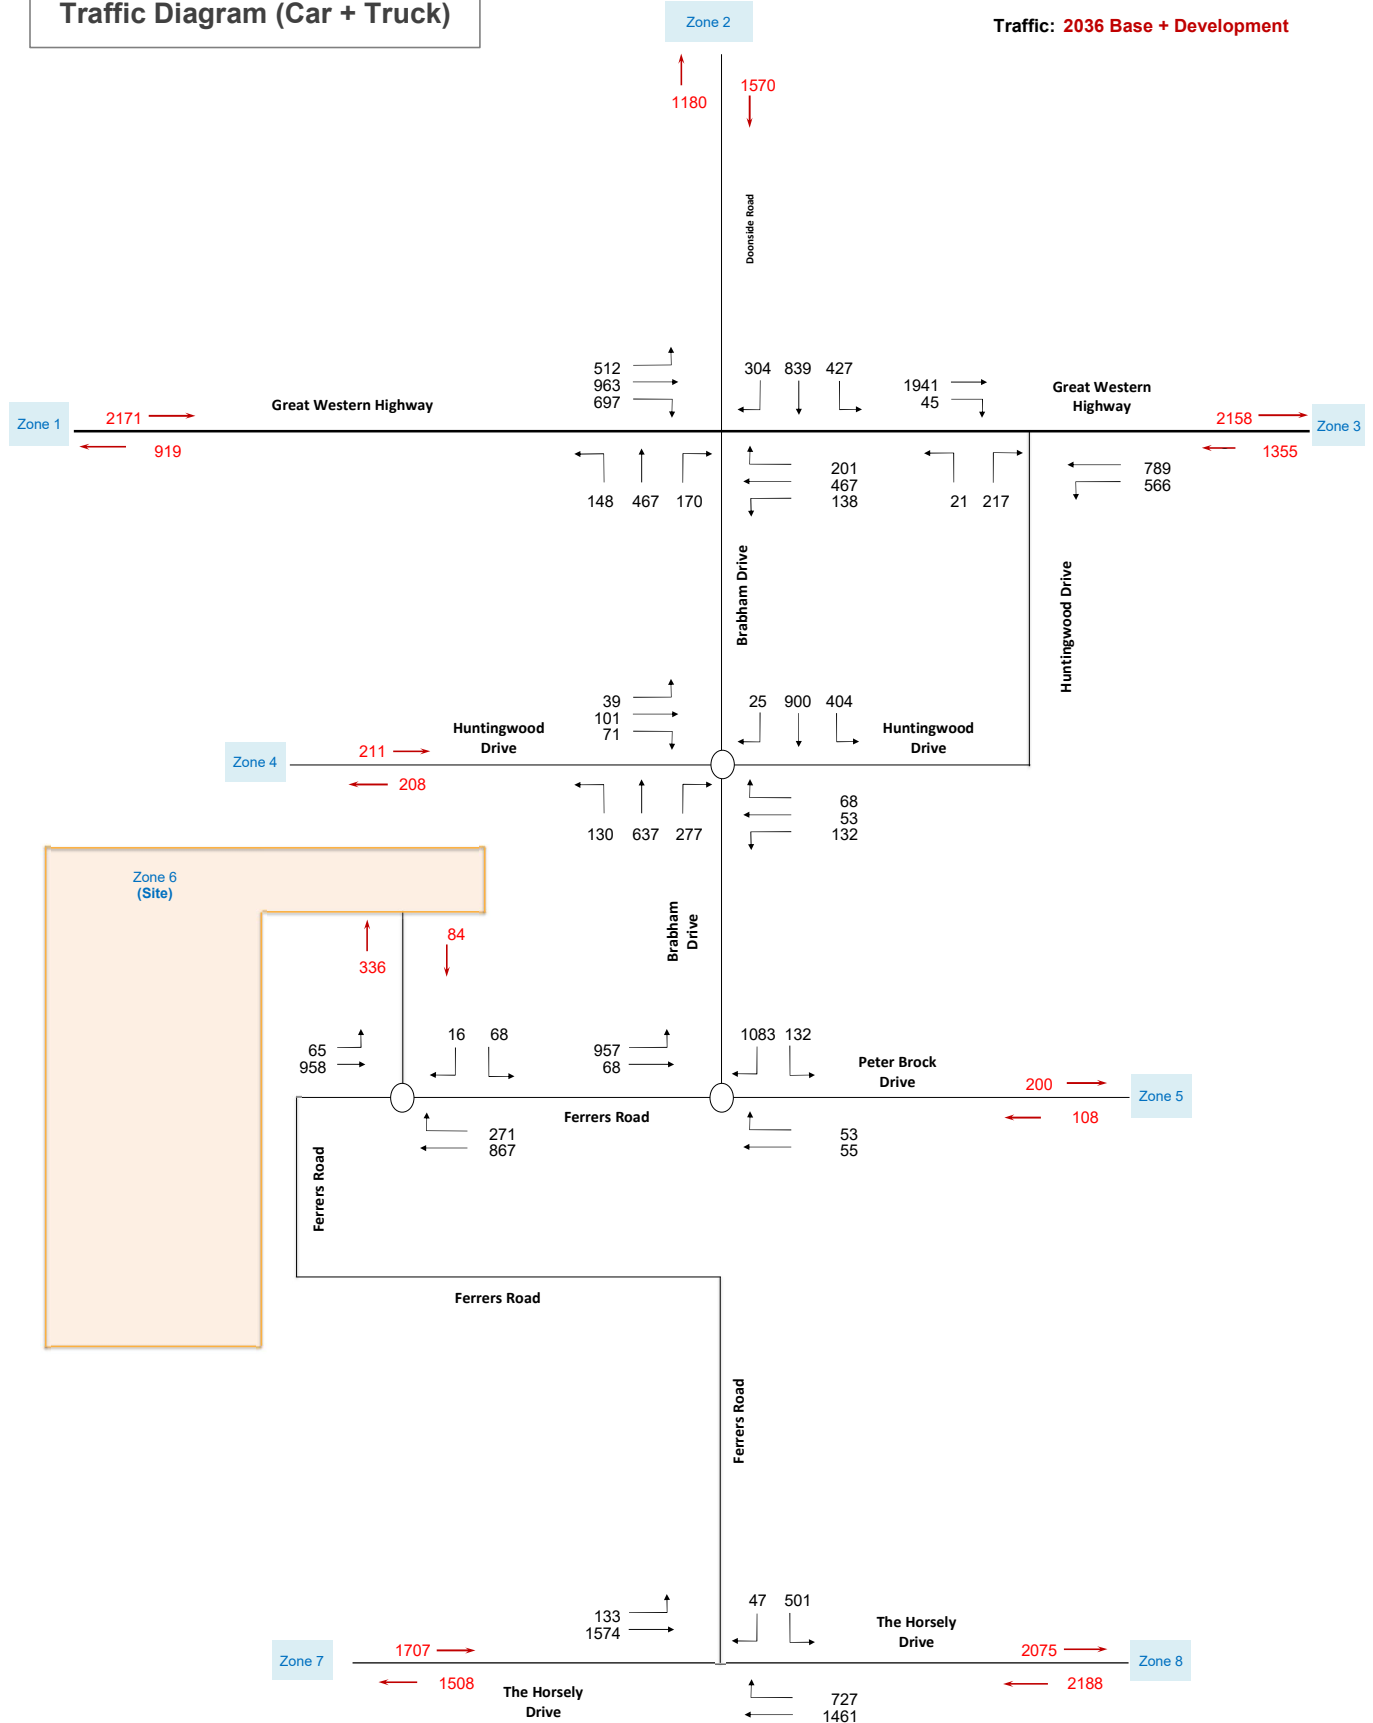 Traffic Diagram (Car + Truck)
Zone 2
Traffic: 2036 Base + Development
1570
1180
Doonside Road
512
963
697
304 839 427
1941
45
Great Western
Highway
Great Western Highway
Zone 1
2171
919
2158
1355
Zone 3
148 467 170
201
467
138
21 217
789
566
Brabham Drive
Huntingwood Drive
39
101
71
25 900 404
Huntingwood
Drive
Huntingwood
Drive
Zone 4
211
208
130 637 277
68
53
132
Zone 6
(Site)
84
336
Brabham
Drive
65
958
16 68
957
68
1083 132
Peter Brock
Drive
200
108
Zone 5
Ferrers Road
271
867
53
55
Ferrers Road
Ferrers Road
Ferrers Road
133
1574
47 501
The Horsely
Drive
Zone 7
1707
1508
2075
2188
Zone 8
The Horsely
Drive
727
1461